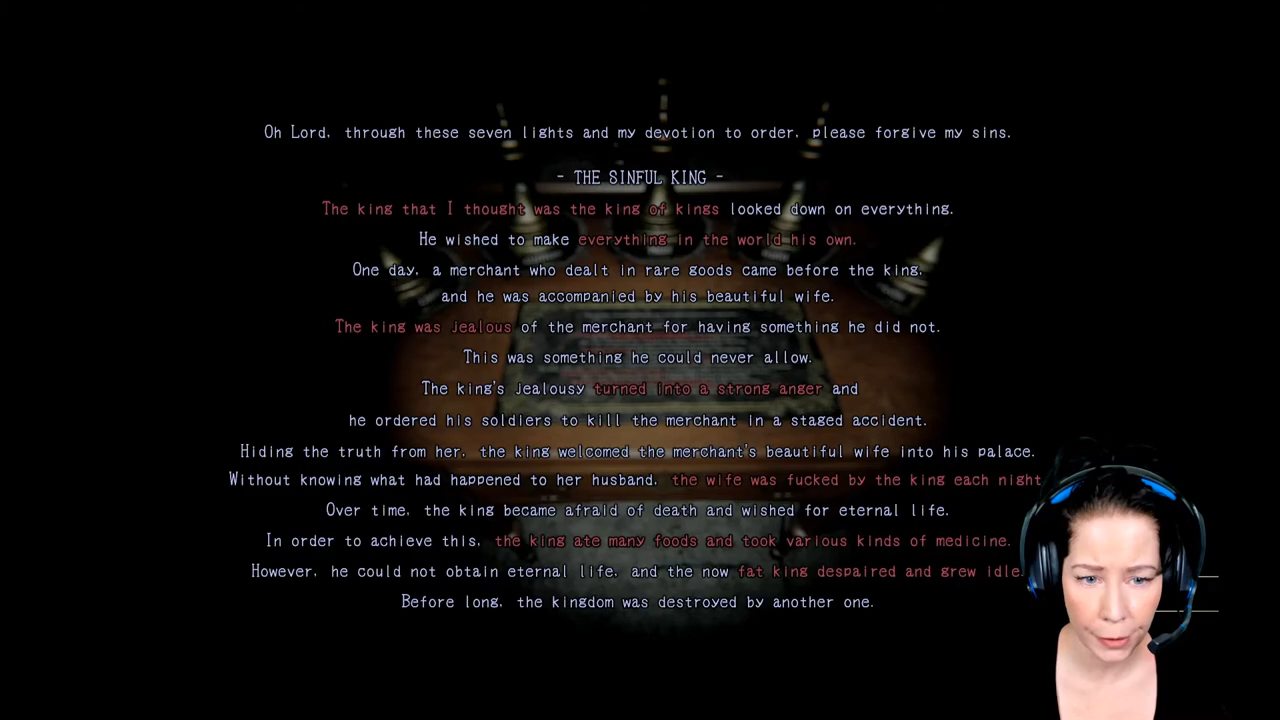 Oh Lord, through these seven lights and my devotion to order, please forgive my sins.
- THE SINFUL KING -
The king that I thought was the king of kings looked down on everything.
He wished to make everything in the world his own.
One day, a merchant who dealt in rare goods came before the king,
and he was accompanied by his beautiful wife.
The king was jealous of the merchant for having something he did not.
This was something he could never allow.
The king's jealousy turned into a strong anger and
he ordered his soldiers to kill the merchant in a staged accident.
Hiding the truth from her, the king welcomed the merchant's beautiful wife into his palace.
Without knowing what had happened to her husband, the wife was fucked by the king each night
Over time, the king became afraid of death and wished for eternal life.
In order to achieve this, the king ate many foods and took various kinds of medicine.
However, he could not obtain eternal life, and the now fat king despaired and grew idle.
Before long, the kingdom was destroyed by another one.